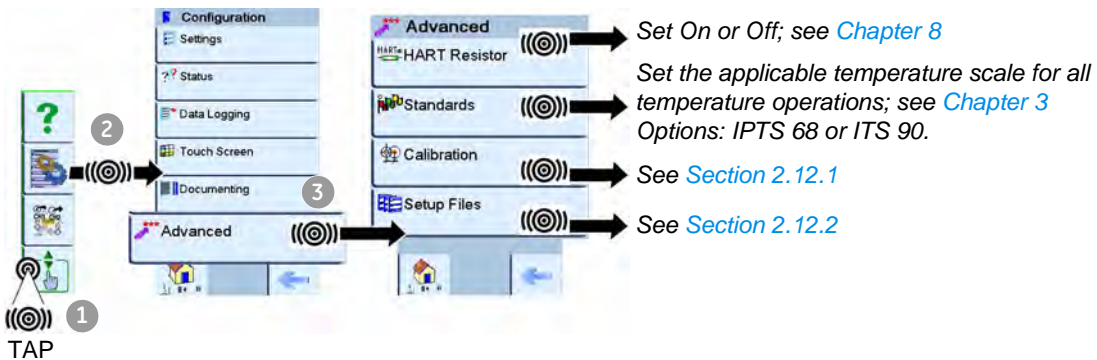 Configuration
Settings
?? Status
Data Logging
Touch Screen
Documenting
Advanced
Advanced
HART HART Resistor
Standards
Calibration
Setup Files
?
1
2
3
TAP
Set On or Off; see Chapter 8
Set the applicable temperature scale for all
temperature operations; see Chapter 3
Options: IPTS 68 or ITS 90.
See Section 2.12.1
See Section 2.12.2